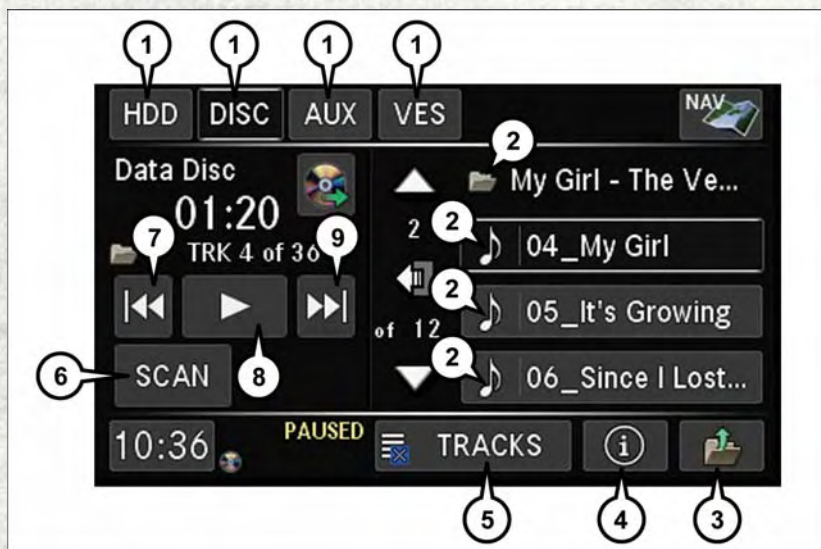 1 1 1 1
HDD DISC AUX VES NAV
Data Disc
01:20
TRK 4 of 36
7 9
SCAN
6 8
10:36
PAUSED
2
of 12
2 My Girl - The Ve...
2 04_My Girl
2 05_It's Growing
2 06_Since I Lost...
TRACKS i
5 4 3